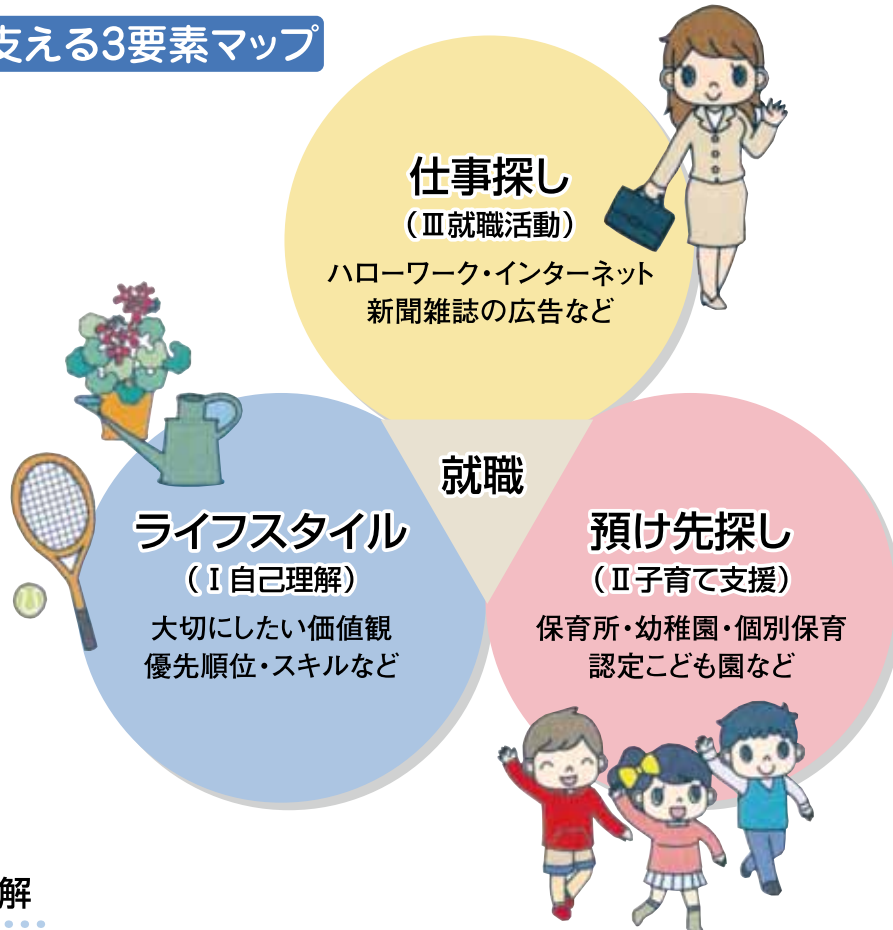 支える3要素マップ
仕事探し
（Ⅲ就職活動）
ハローワーク・インターネット
新聞雑誌の広告など
就職
ライフスタイル
（Ⅰ自己理解）
大切にしたい価値観
優先順位・スキルなど
預け先探し
（Ⅱ子育て支援）
保育所・幼稚園・個別保育
認定こども園など
解